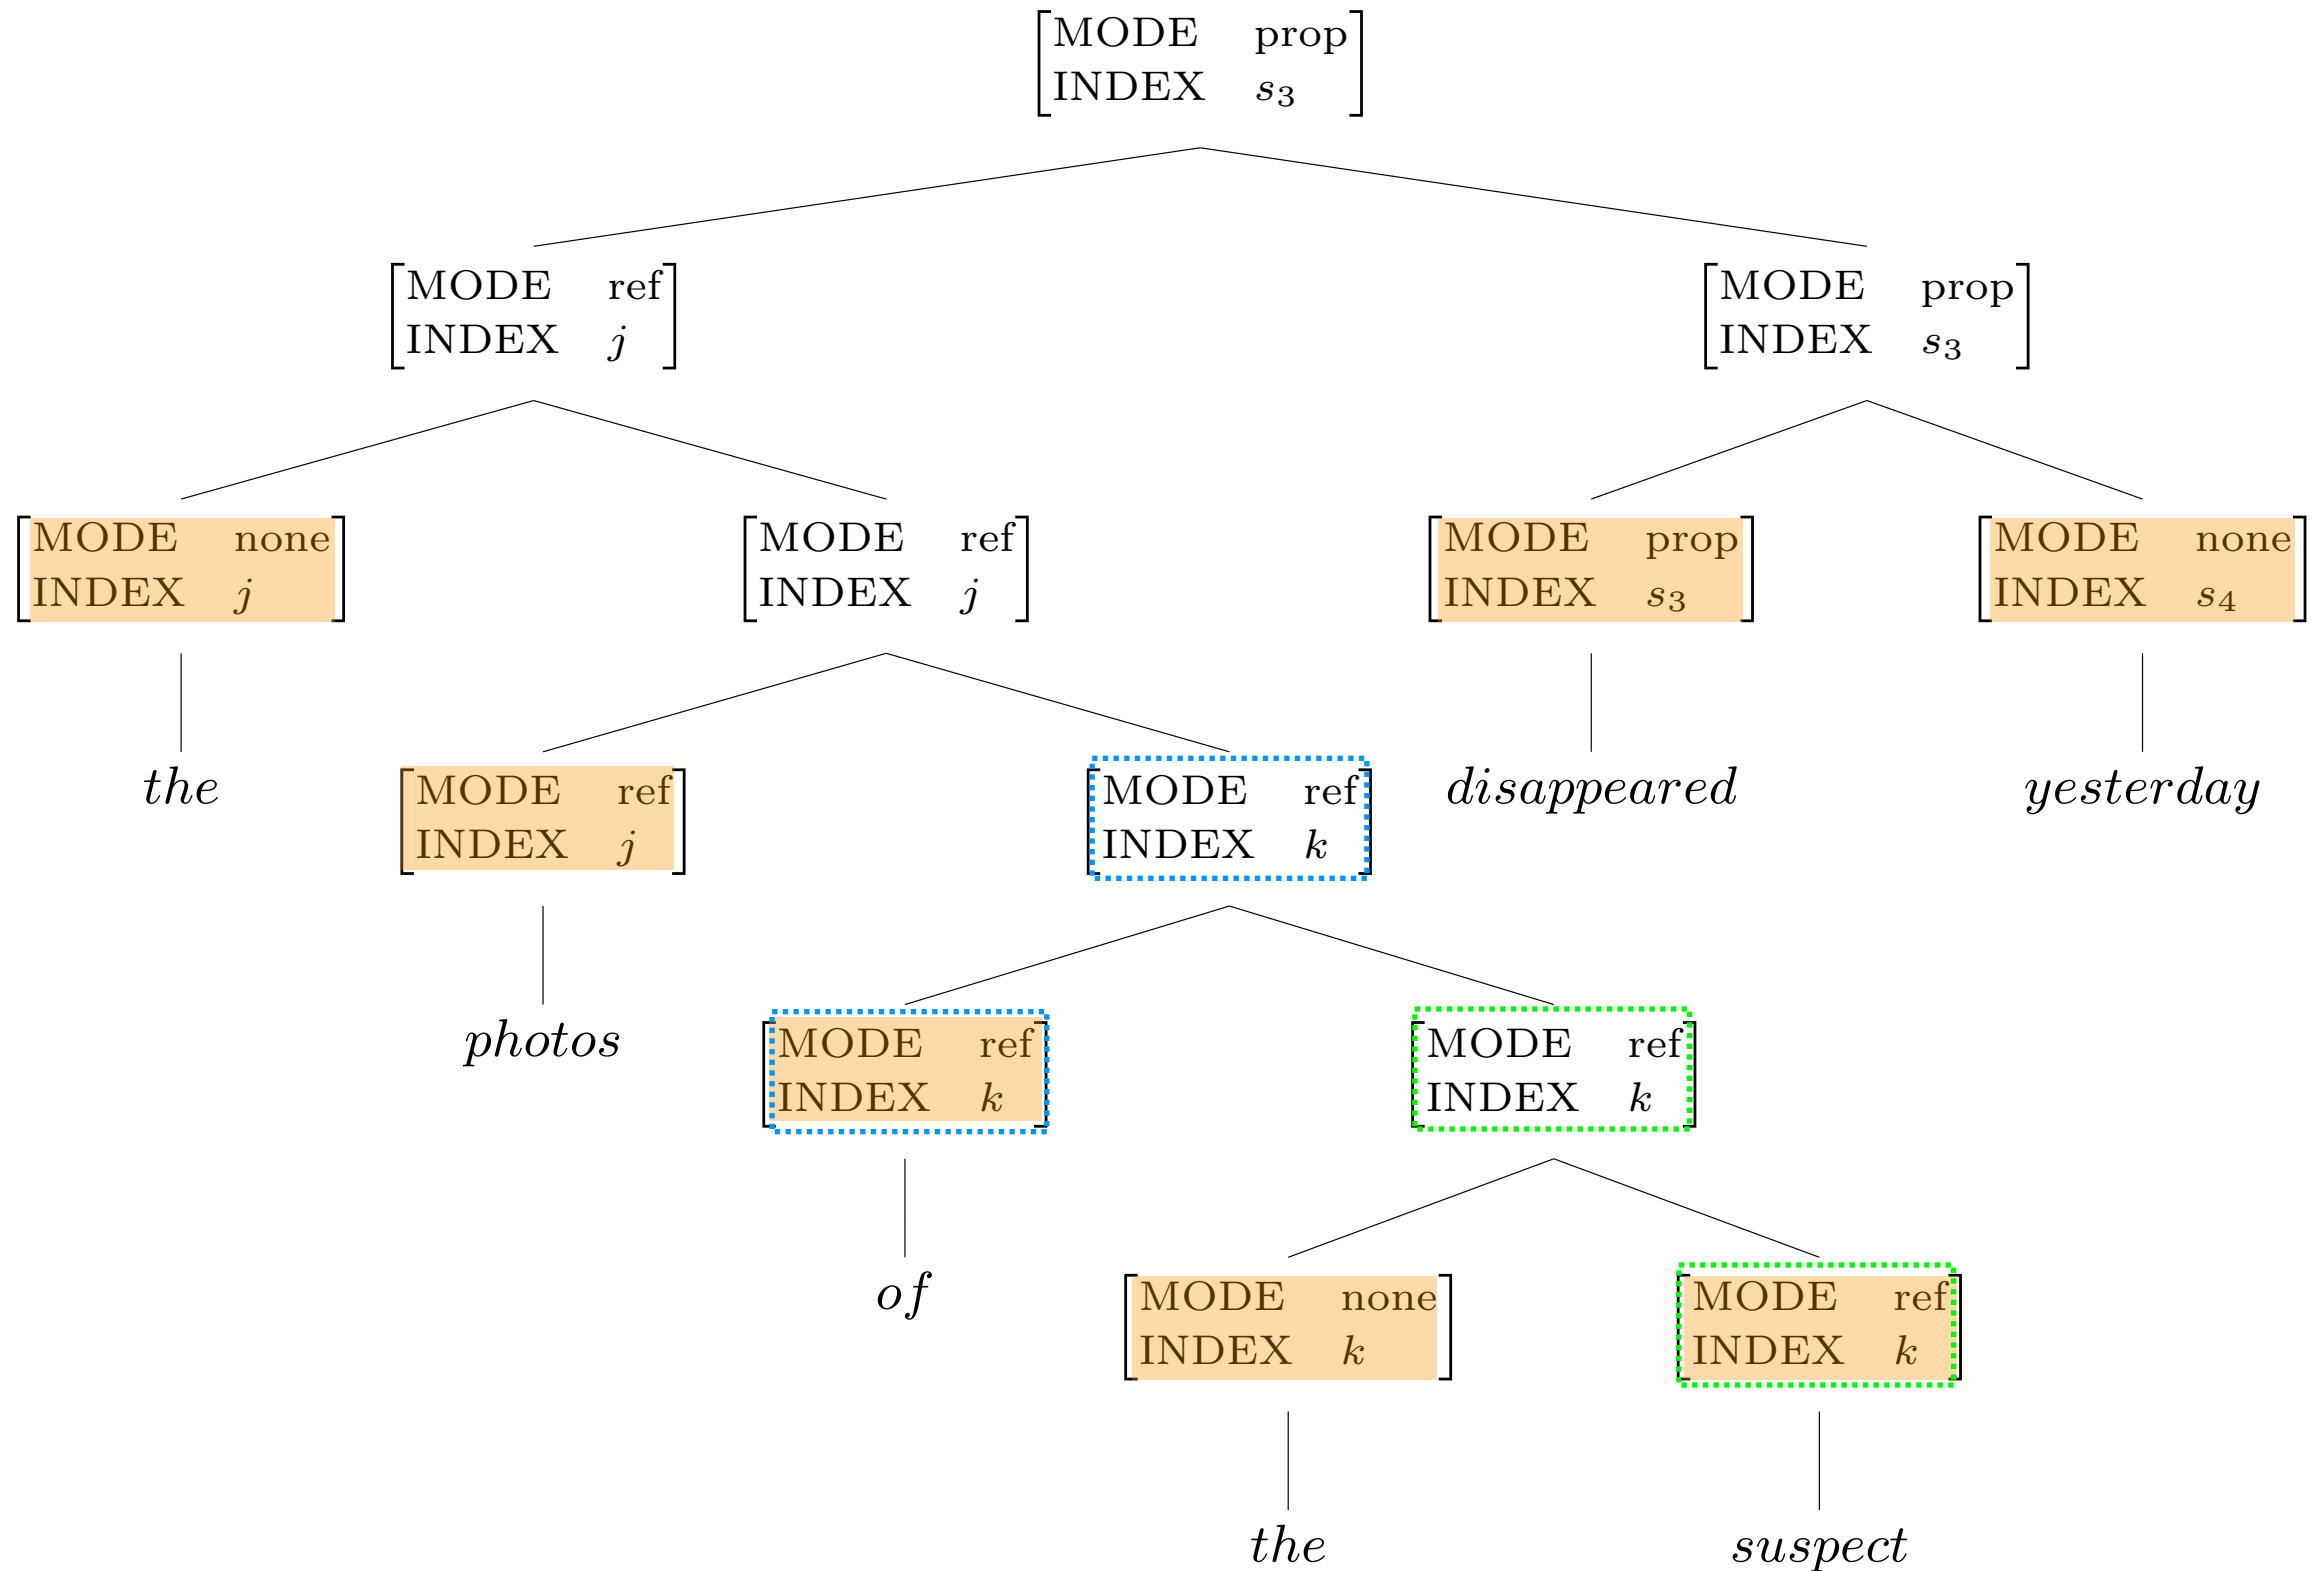 MODE prop
INDEX s₃
MODE ref
INDEX j
MODE prop
INDEX s₃
MODE none
INDEX j
MODE ref
INDEX j
MODE prop
INDEX s₃
MODE none
INDEX s₄
the
MODE ref
INDEX j
MODE ref
INDEX k
disappeared
yesterday
photos
MODE ref
INDEX k
MODE ref
INDEX k
of
MODE none
INDEX k
MODE ref
INDEX k
the
suspect